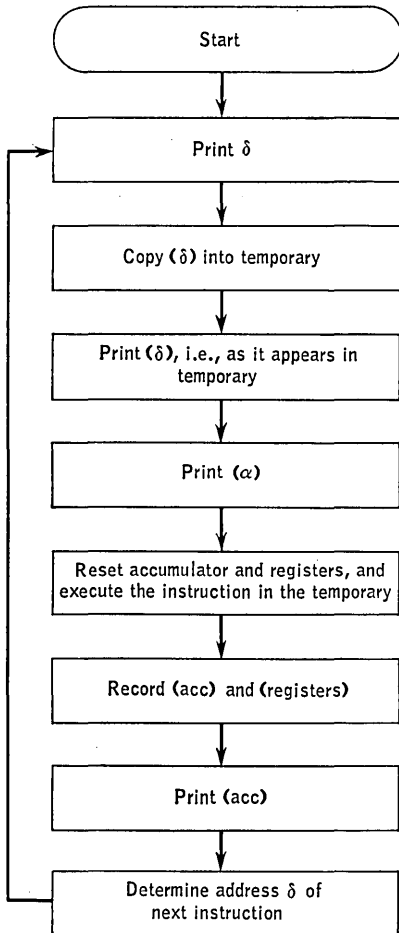 Start
Print δ
Copy (δ) into temporary
Print (δ), i.e., as it appears in
temporary
Print (α)
Reset accumulator and registers, and
execute the instruction in the temporary
Record (acc) and (registers)
Print (acc)
Determine address δ of
next instruction